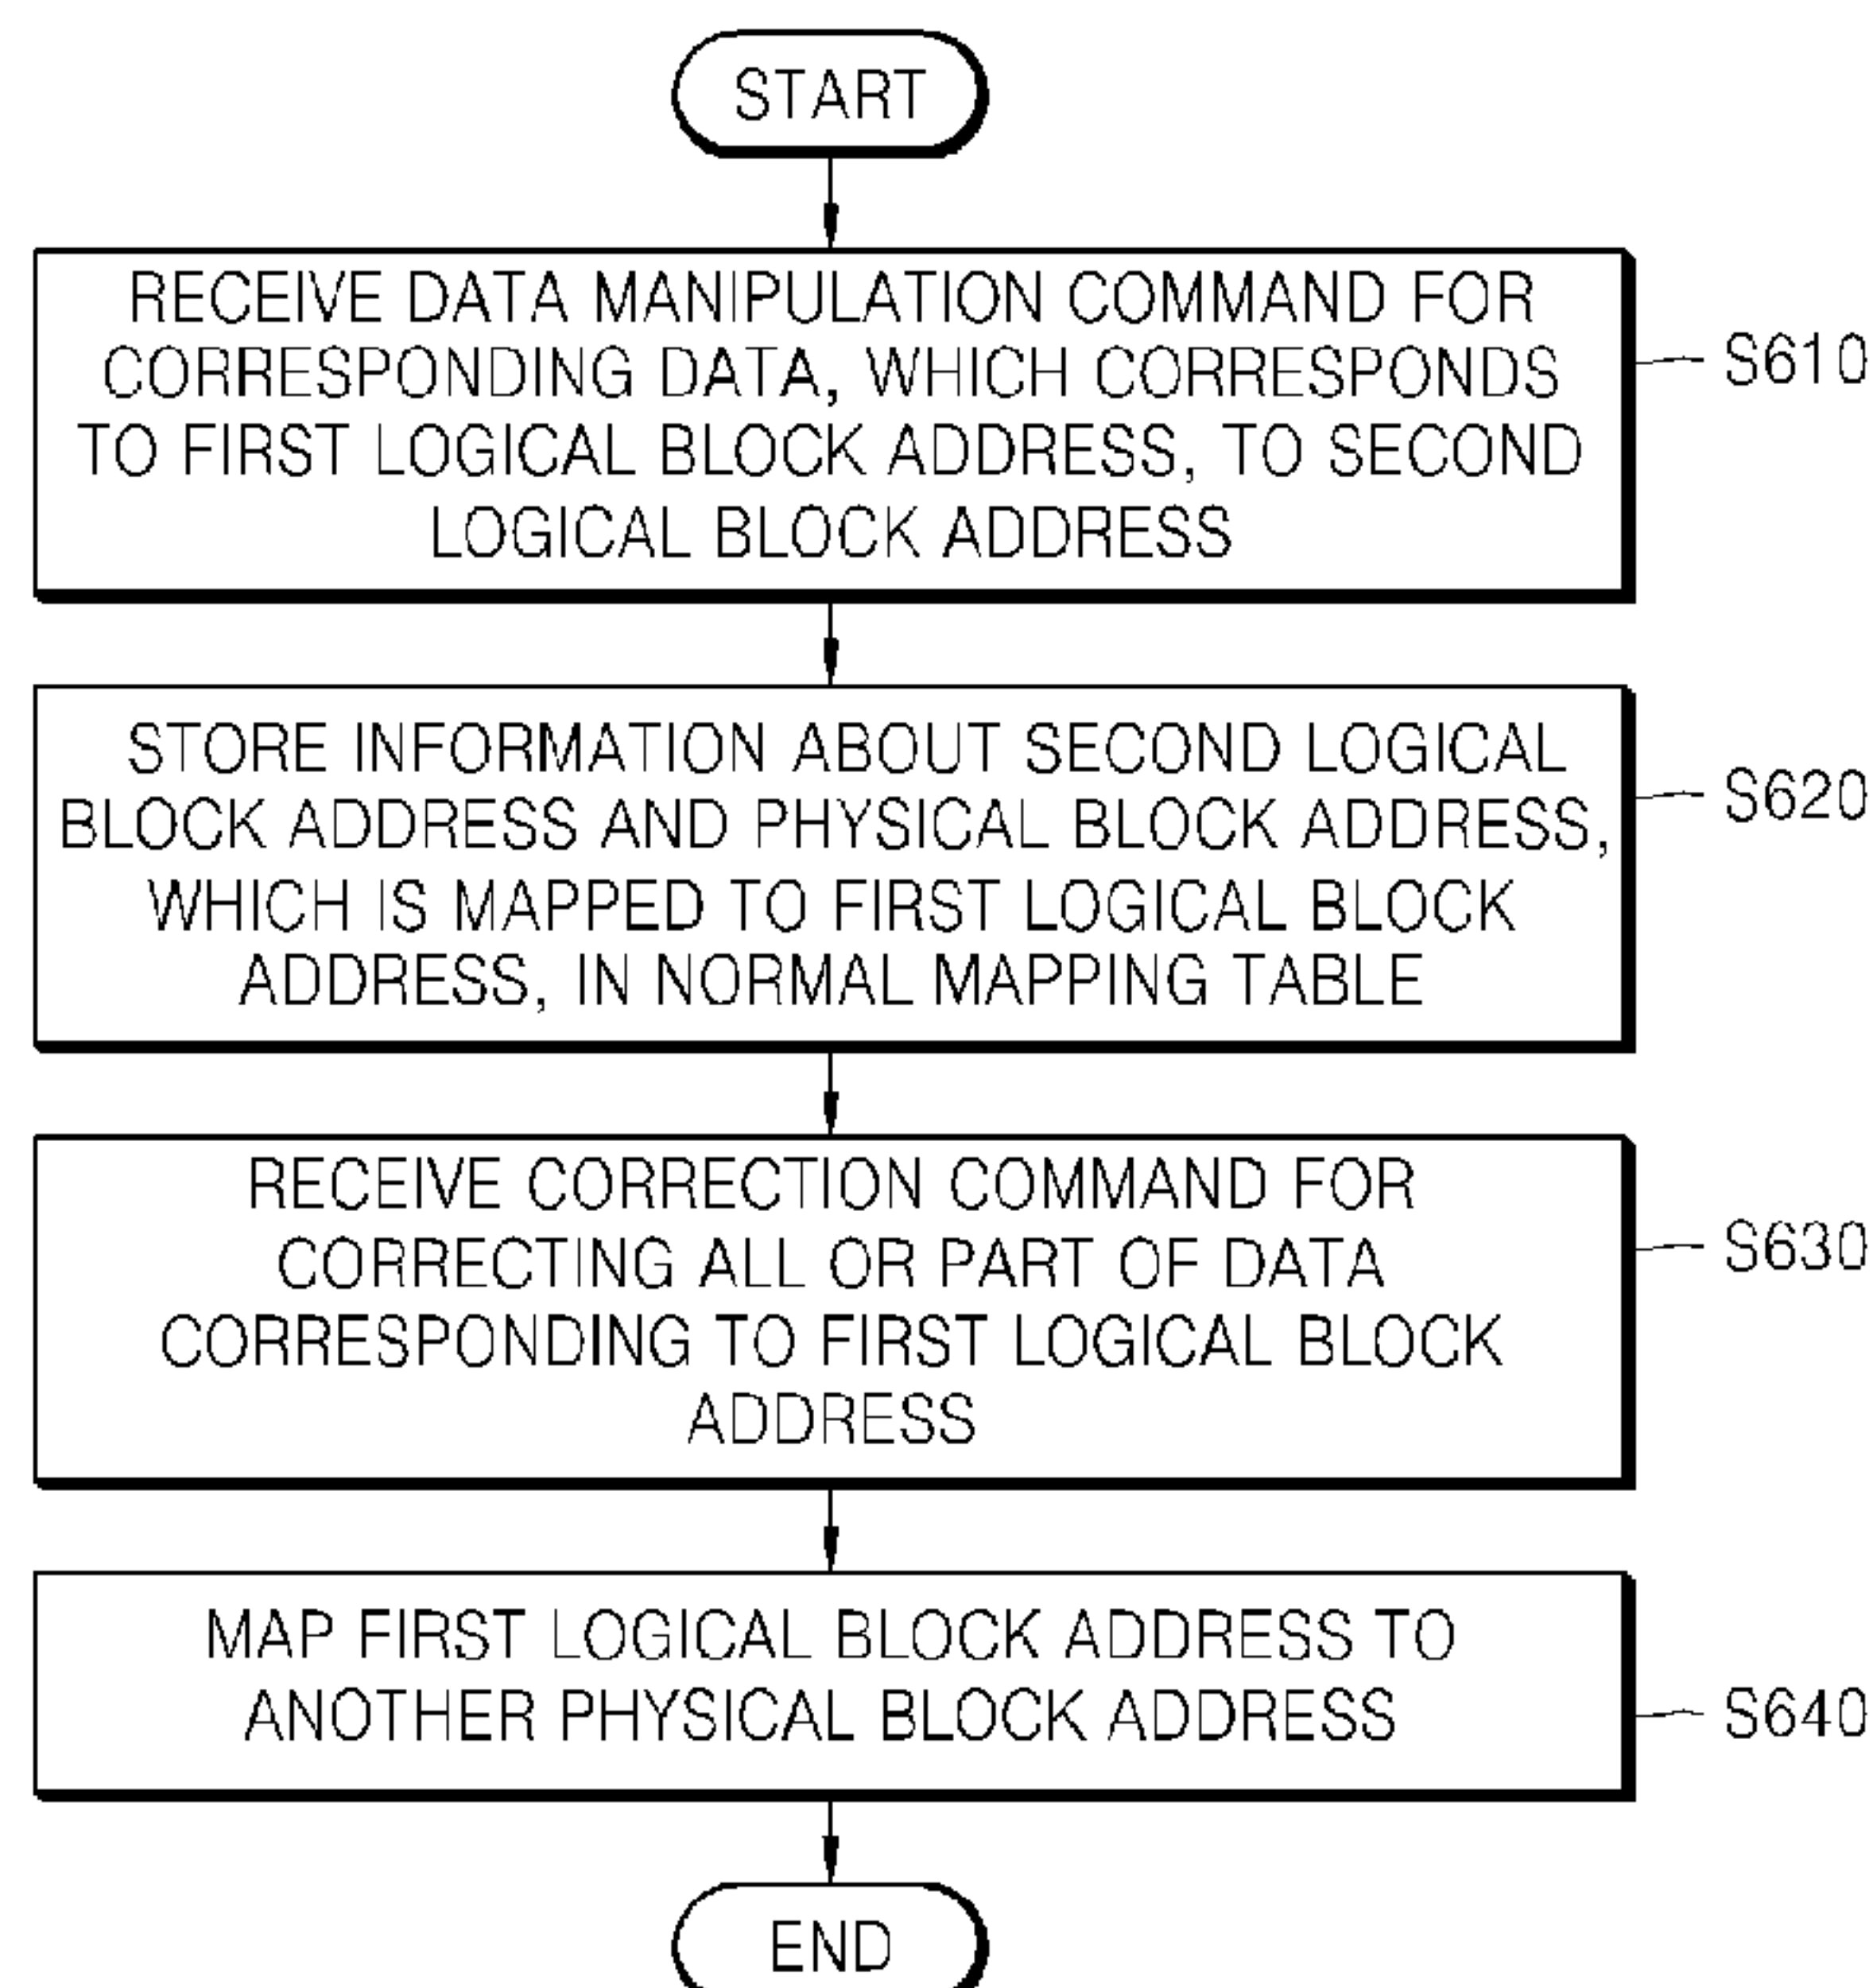 START
RECEIVE DATA MANIPULATION COMMAND FOR
CORRESPONDING DATA, WHICH CORRESPONDS
TO FIRST LOGICAL BLOCK ADDRESS, TO SECOND
LOGICAL BLOCK ADDRESS
S610
STORE INFORMATION ABOUT SECOND LOGICAL
BLOCK ADDRESS AND PHYSICAL BLOCK ADDRESS,
WHICH IS MAPPED TO FIRST LOGICAL BLOCK
ADDRESS, IN NORMAL MAPPING TABLE
S620
RECEIVE CORRECTION COMMAND FOR
CORRECTING ALL OR PART OF DATA
CORRESPONDING TO FIRST LOGICAL BLOCK
ADDRESS
S630
MAP FIRST LOGICAL BLOCK ADDRESS TO
ANOTHER PHYSICAL BLOCK ADDRESS
S640
END